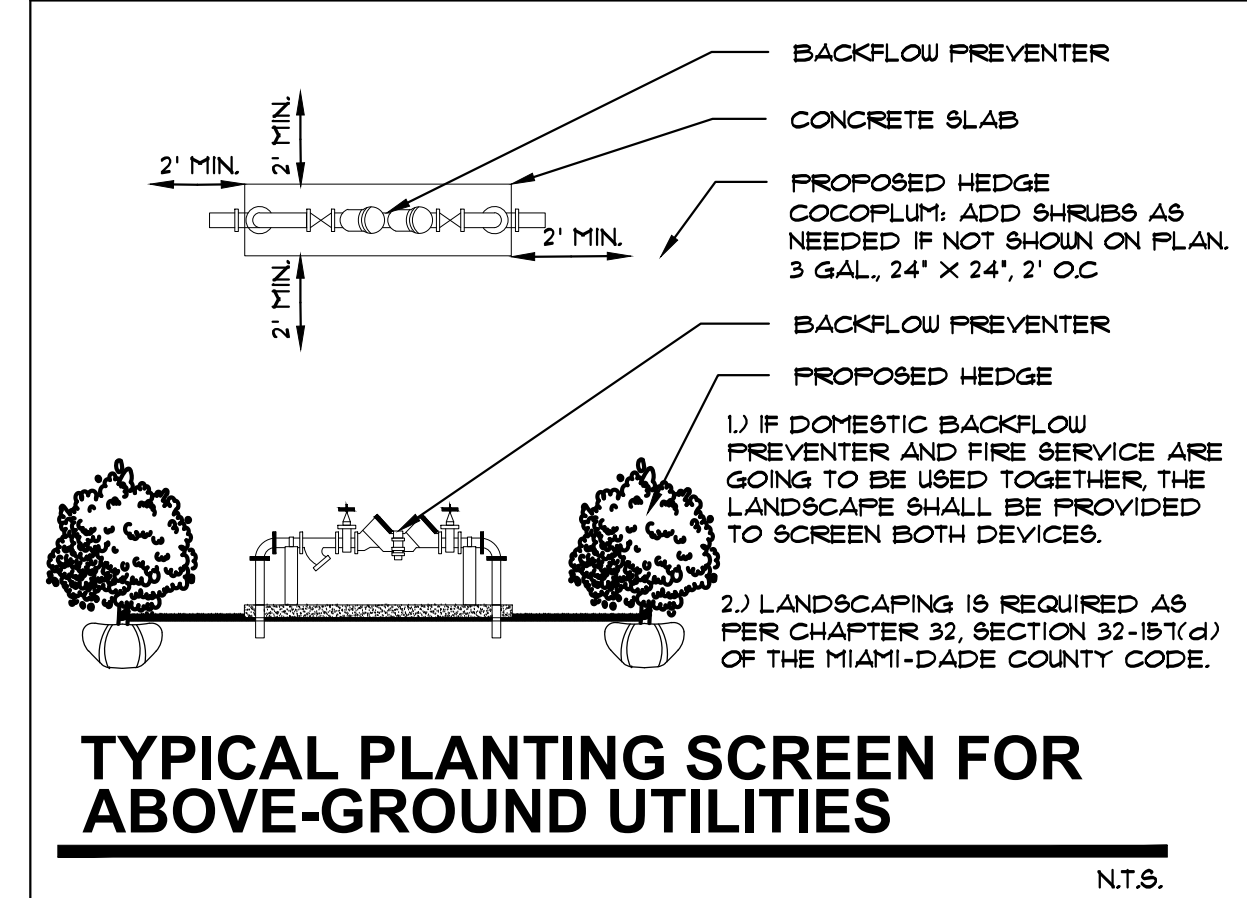 BACKFLOW PREVENTER
CONCRETE SLAB
2' MIN.
2' MIN.
2' MIN.
2' MIN.
PROPOSED HEDGE
COCOPLUM: ADD SHRUBS AS
NEEDED IF NOT SHOWN ON PLAN.
3 GAL., 24" X 24", 2' O.C
BACKFLOW PREVENTER
PROPOSED HEDGE
1.) IF DOMESTIC BACKFLOW
PREVENTER AND FIRE SERVICE ARE
GOING TO BE USED TOGETHER, THE
LANDSCAPE SHALL BE PROVIDED
TO SCREEN BOTH DEVICES.
2.) LANDSCAPING IS REQUIRED AS
PER CHAPTER 32, SECTION 32-157(d)
OF THE MIAMI-DADE COUNTY CODE.
TYPICAL PLANTING SCREEN FOR
ABOVE-GROUND UTILITIES
N.T.S.